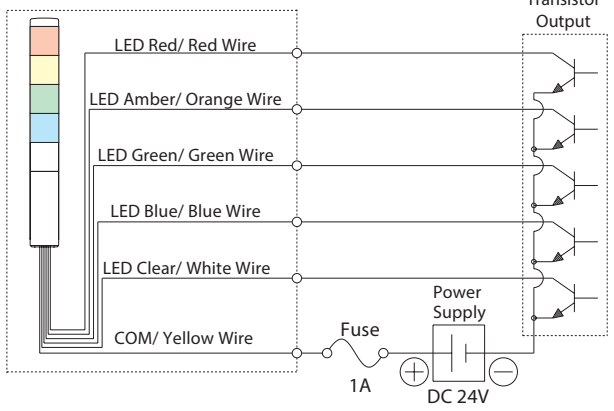 Transistor
Output
LED Red/ Red Wire
LED Amber/ Orange Wire
LED Green/ Green Wire
LED Blue/ Blue Wire
LED Clear/ White Wire
COM/ Yellow Wire
Fuse
1A
Power
Supply
DC 24V